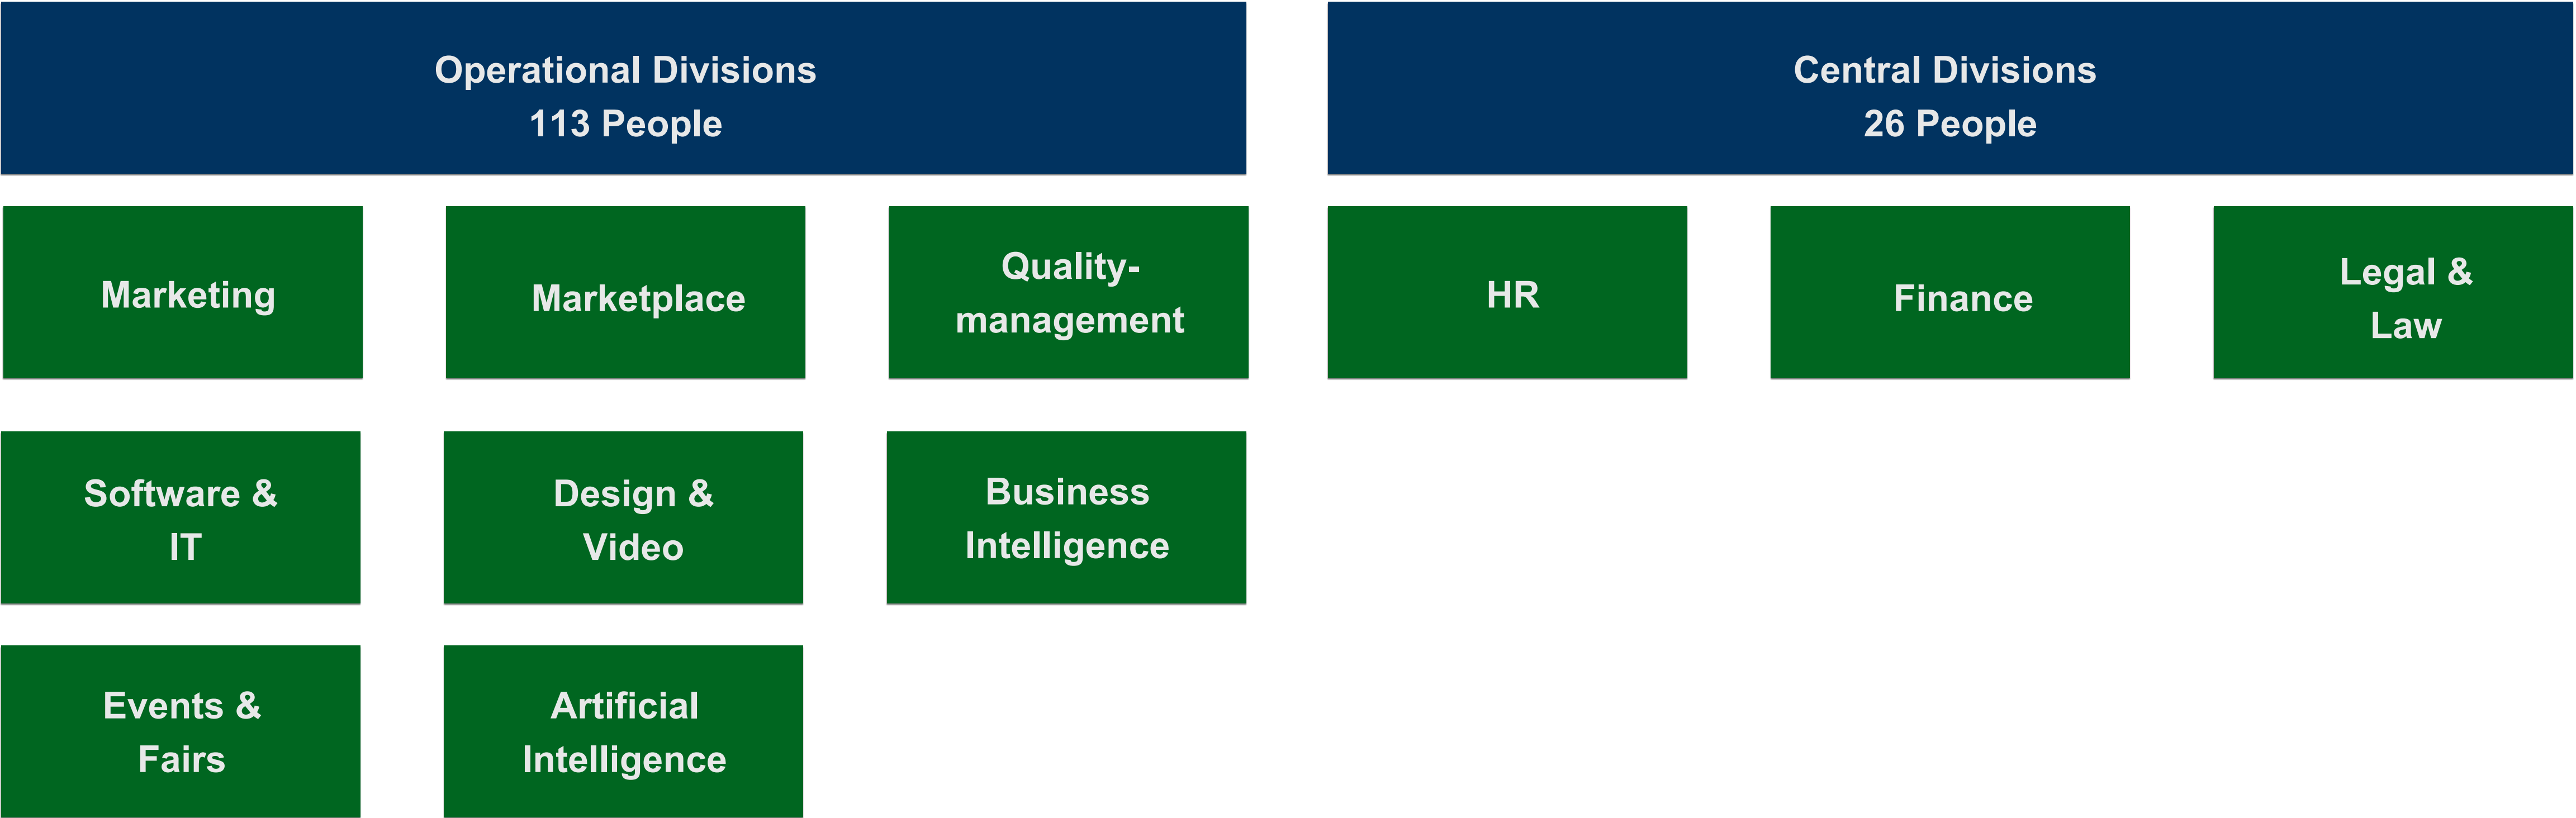 Operational Divisions
113 People
Central Divisions
26 People
Marketing
Marketplace
Quality-
management
HR
Finance
Legal &
Law
Software &
IT
Design &
Video
Business
Intelligence
Events &
Fairs
Artificial
Intelligence